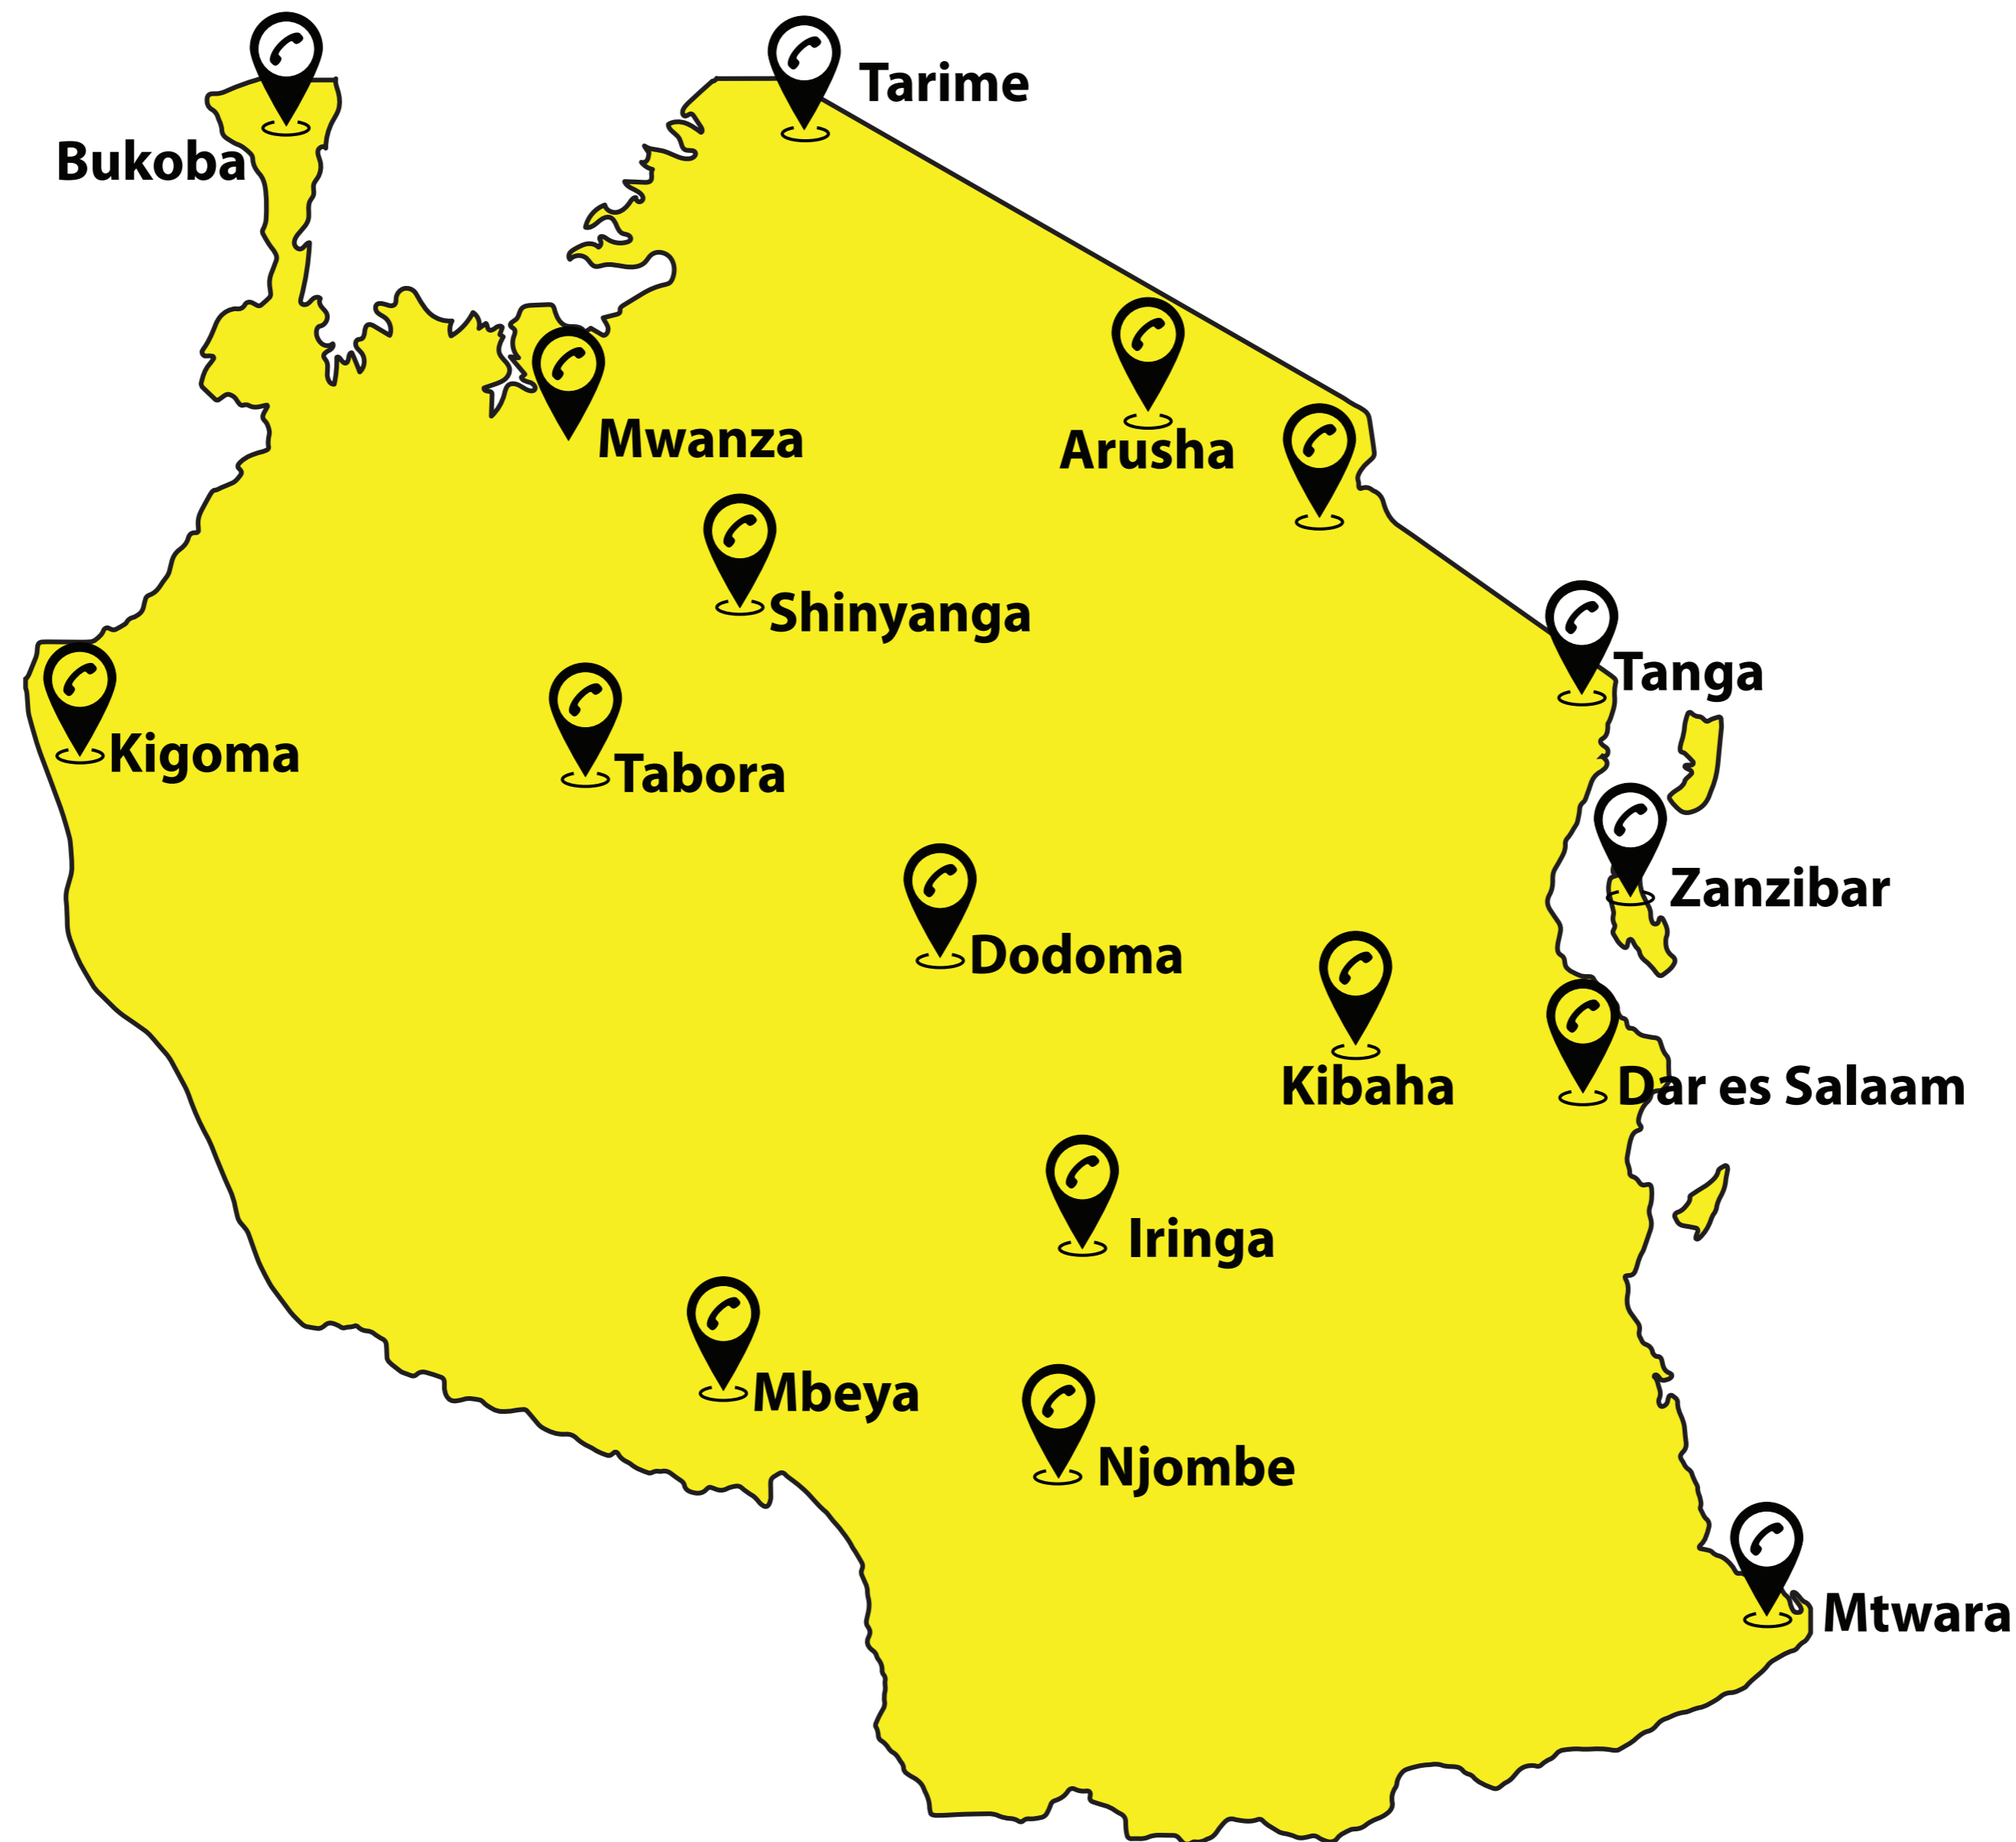 Tarime
Bukoba
Mwanza
Arusha
Shinyanga
Tanga
Kigoma
Tabora
Zanzibar
Dodoma
Kibaha
Dar es Salaam
Iringa
Mbeya
Njombe
Mtwara